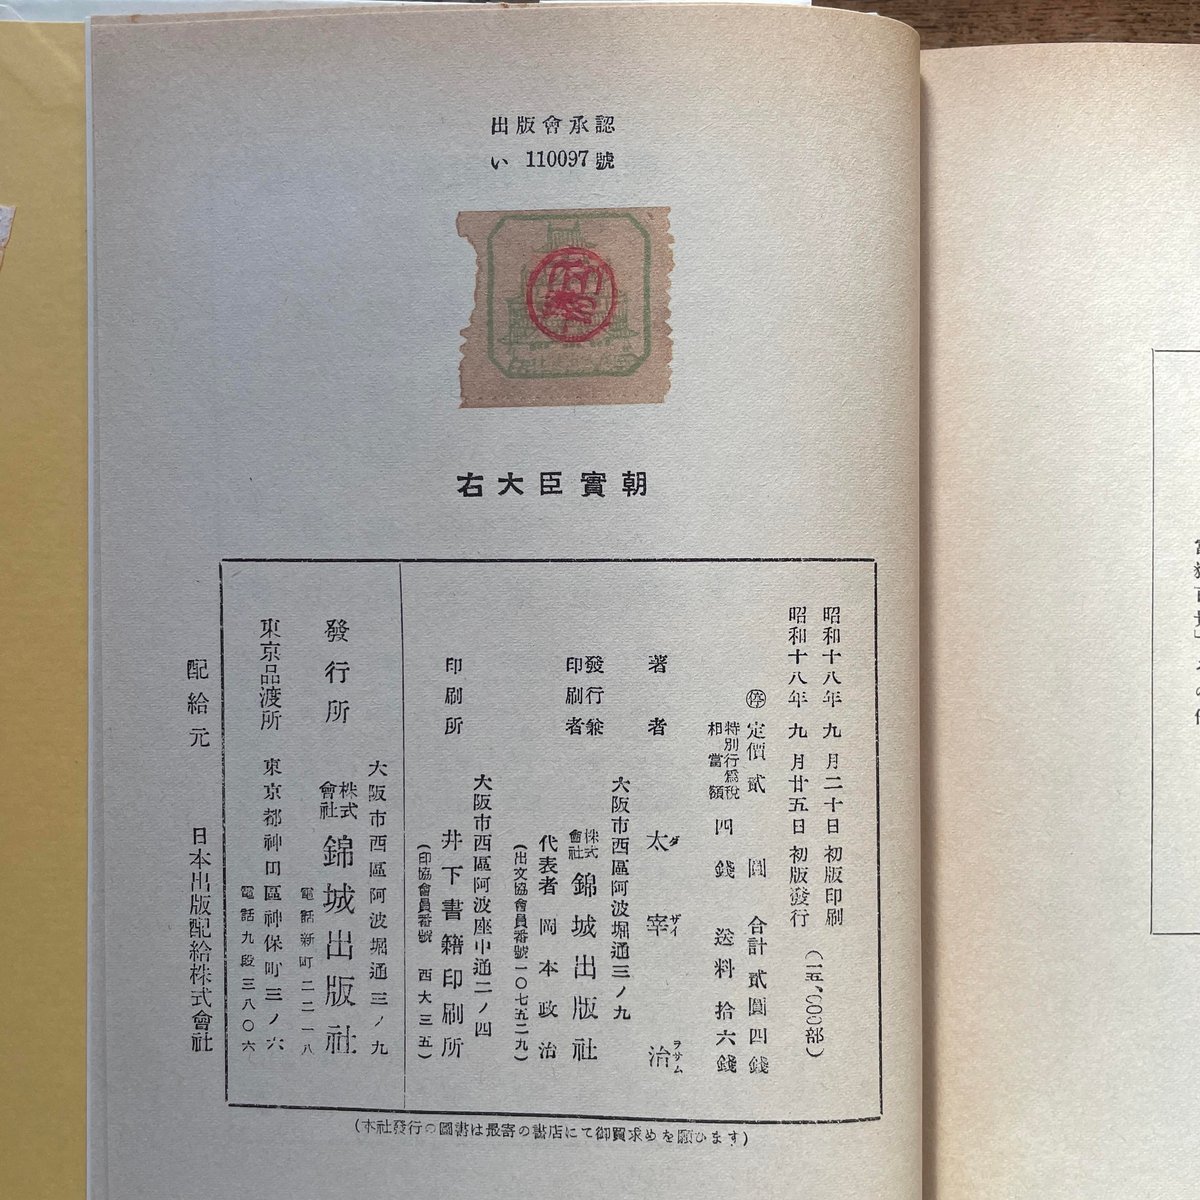 出版會承認
い 110097 號
右大臣實朝
昭和十八年九月二十日初版印刷
昭和十八年九月廿五日初版發行
(一五、〇〇〇部)
㊡定價貳圓 合計貳圓四錢
特別行爲税相當額四錢 送料拾六錢
著者 太宰治
ダザイ ヲサム
大阪市西區阿波堀通三ノ九
發行兼印刷者 株式會社 錦城出版社
代表者 岡本政治
(出文協會員番號一〇七五二九)
大阪市西區阿波座中通二ノ四
印刷所 井下書籍印刷所
(印協會員番號 西大三五)
大阪市西區阿波堀通三ノ九
發行所 株式會社 錦城出版社
電話新町二二一八
東京品渡所 東京都神田區神保町三ノ六
電話九段三八〇六
配給元 日本出版配給株式會社
(本社發行の圖書は最寄の書店にて御買求めを願ひます)